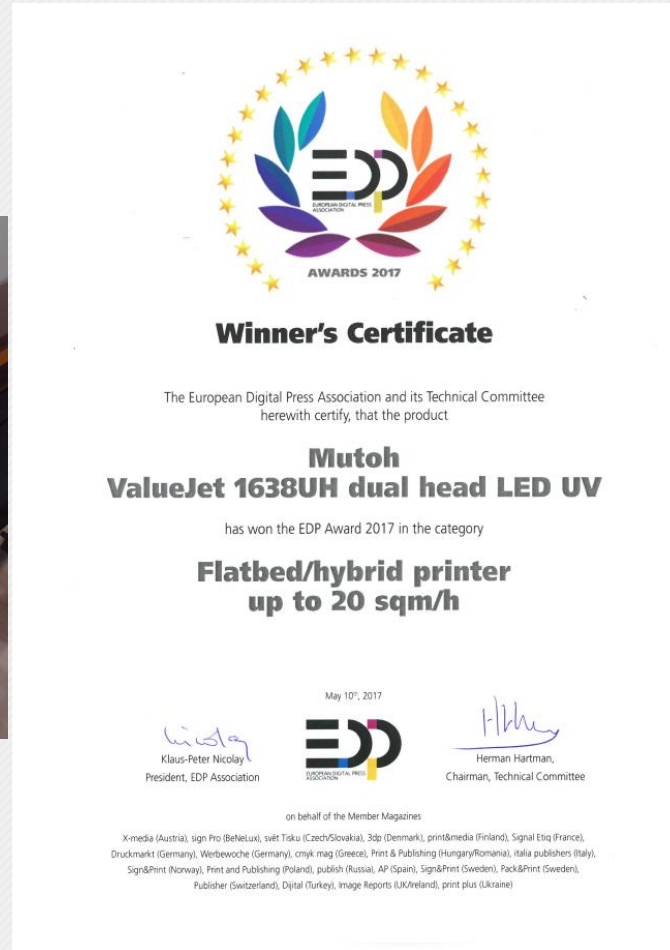 EDP
EUROPEAN DIGITAL PRESS
ASSOCIATION
AWARDS 2017
Winner's Certificate
The European Digital Press Association and its Technical Committee
herewith certify, that the product
Mutoh
ValueJet 1638UH dual head LED UV
has won the EDP Award 2017 in the category
Flatbed/hybrid printer
up to 20 sqm/h
May 10th, 2017
Nicolay
EDP
EUROPEAN DIGITAL PRESS
ASSOCIATION
Klaus-Peter Nicolay
President, EDP Association
Herman Hartman,
Chairman, Technical Committee
on behalf of the Member Magazines
X-media (Austria), sign Pro (BeNeLux), svět Tisku (Czech/Slovakia), 3dp (Denmark), print&media (Finland), Signal Etiq (France),
Druckmarkt (Germany), Werbewoche (Germany), cmyk mag (Greece), Print & Publishing (Hungary/Romania), italia publishers (Italy),
Sign&Print (Norway), Print and Publishing (Poland), publish (Russia), AP (Spain), Sign&Print (Sweden), Pack&Print (Sweden),
Publisher (Switzerland), Dijital (Turkey), Image Reports (UK/Ireland), print plus (Ukraine)